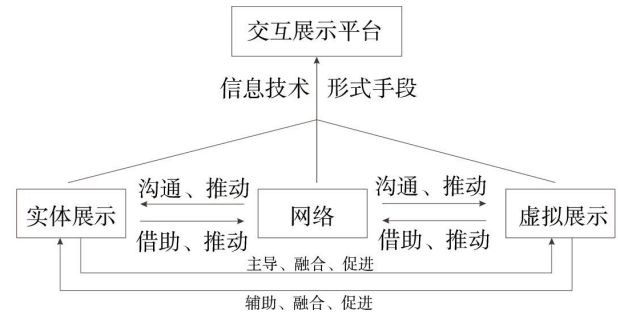 交互展示平台
信息技术 形式手段
沟通、推动 沟通、推动
实体展示 网络 虚拟展示
借助、推动 借助、推动
主导、融合、促进
辅助、融合、促进